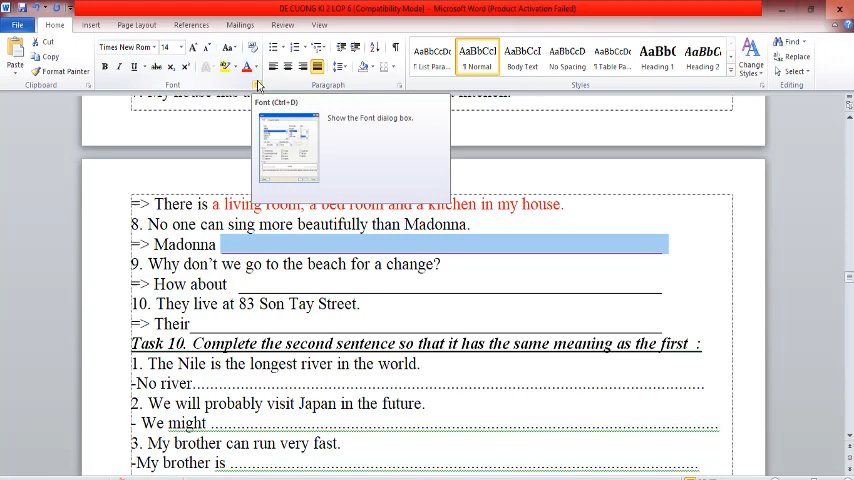 DE CUONG KI 2 LOP 6 [Compatibility Mode] - Microsoft Word (Product Activation Failed)
File Home Insert Page Layout References Mailings Review View
Paste Cut Copy Format Painter Clipboard
Times New Rom 14 Font
Paragraph
AaBbCcDc ¶ List Para... AaBbCcI ¶ Normal AaBbCcDc Body Text AaBbCcDc No Spacing AaBbCcDc Table Para... AaBbC Heading 1 AaBbCc Heading 2 Change Styles Styles
Find Replace Select Editing
Font (Ctrl+D)
Show the Font dialog box.
=> There is a living room, a bed room and a kitchen in my house.
8. No one can sing more beautifully than Madonna.
=> Madonna
9. Why don’t we go to the beach for a change?
=> How about
10. They live at 83 Son Tay Street.
=> Their
Task 10. Complete the second sentence so that it has the same meaning as the first :
1. The Nile is the longest river in the world.
-No river......................................................................................................
2. We will probably visit Japan in the future.
- We might ....................................................................................................
3. My brother can run very fast.
-My brother is ..............................................................................................